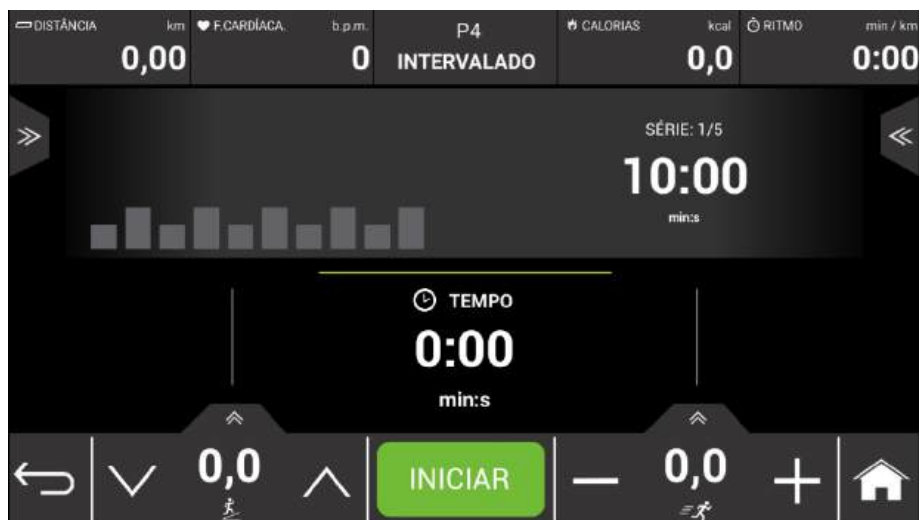 DISTÂNCIA km
0,00
F.CARDÍACA. b.p.m.
0
P4
INTERVALADO
CALORIAS kcal
0,0
RITMO min / km
0:00
SÉRIE: 1/5
10:00
min:s
TEMPO
0:00
min:s
0,0
INICIAR
0,0